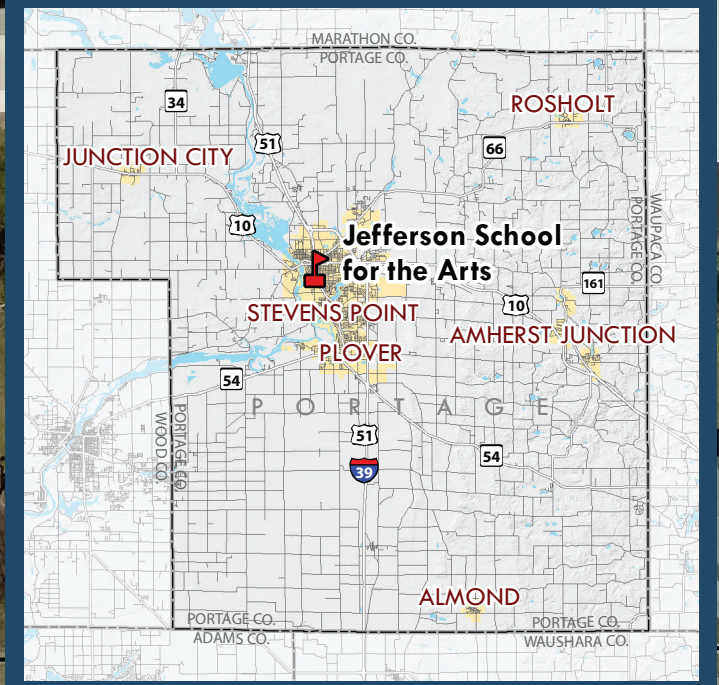 MARATHON CO.
PORTAGE CO.
34
ROSHOLT
51
66
JUNCTION CITY
WAUPACA CO.
PORTAGE CO.
10
Jefferson School
for the Arts
161
10
STEVENS POINT
AMHERST JUNCTION
PLOVER
54
PORTAGE
PORTAGE CO.
WOOD CO.
51
54
39
ALMOND
PORTAGE CO.
ADAMS CO.
PORTAGE CO.
WAUSHARA CO.